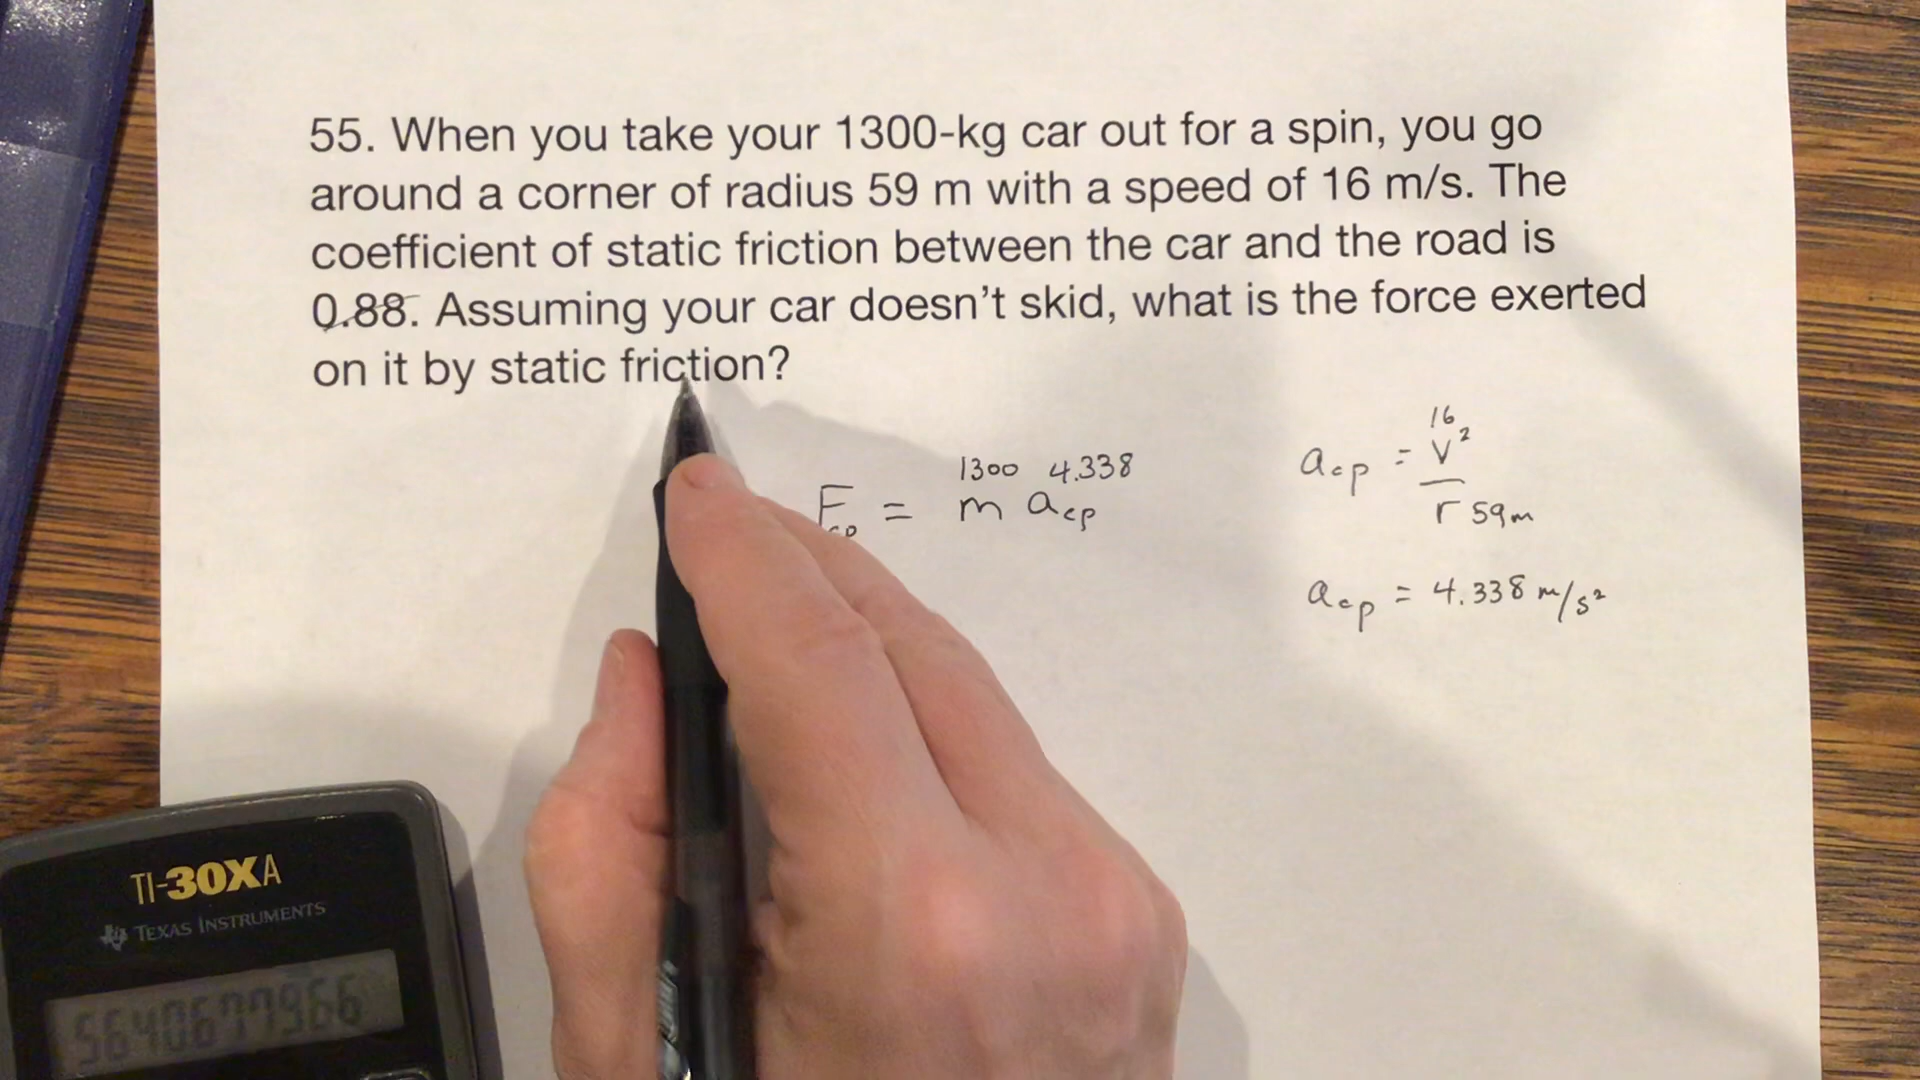 55. When you take your 1300-kg car out for a spin, you go
around a corner of radius 59 m with a speed of 16 m/s. The
coefficient of static friction between the car and the road is
0.88. Assuming your car doesn't skid, what is the force exerted
on it by static friction?
1300 4.338
F = m acp
16
acp = v²
r 59m
acp = 4.338 m/s²
TI-30XA
TEXAS INSTRUMENTS